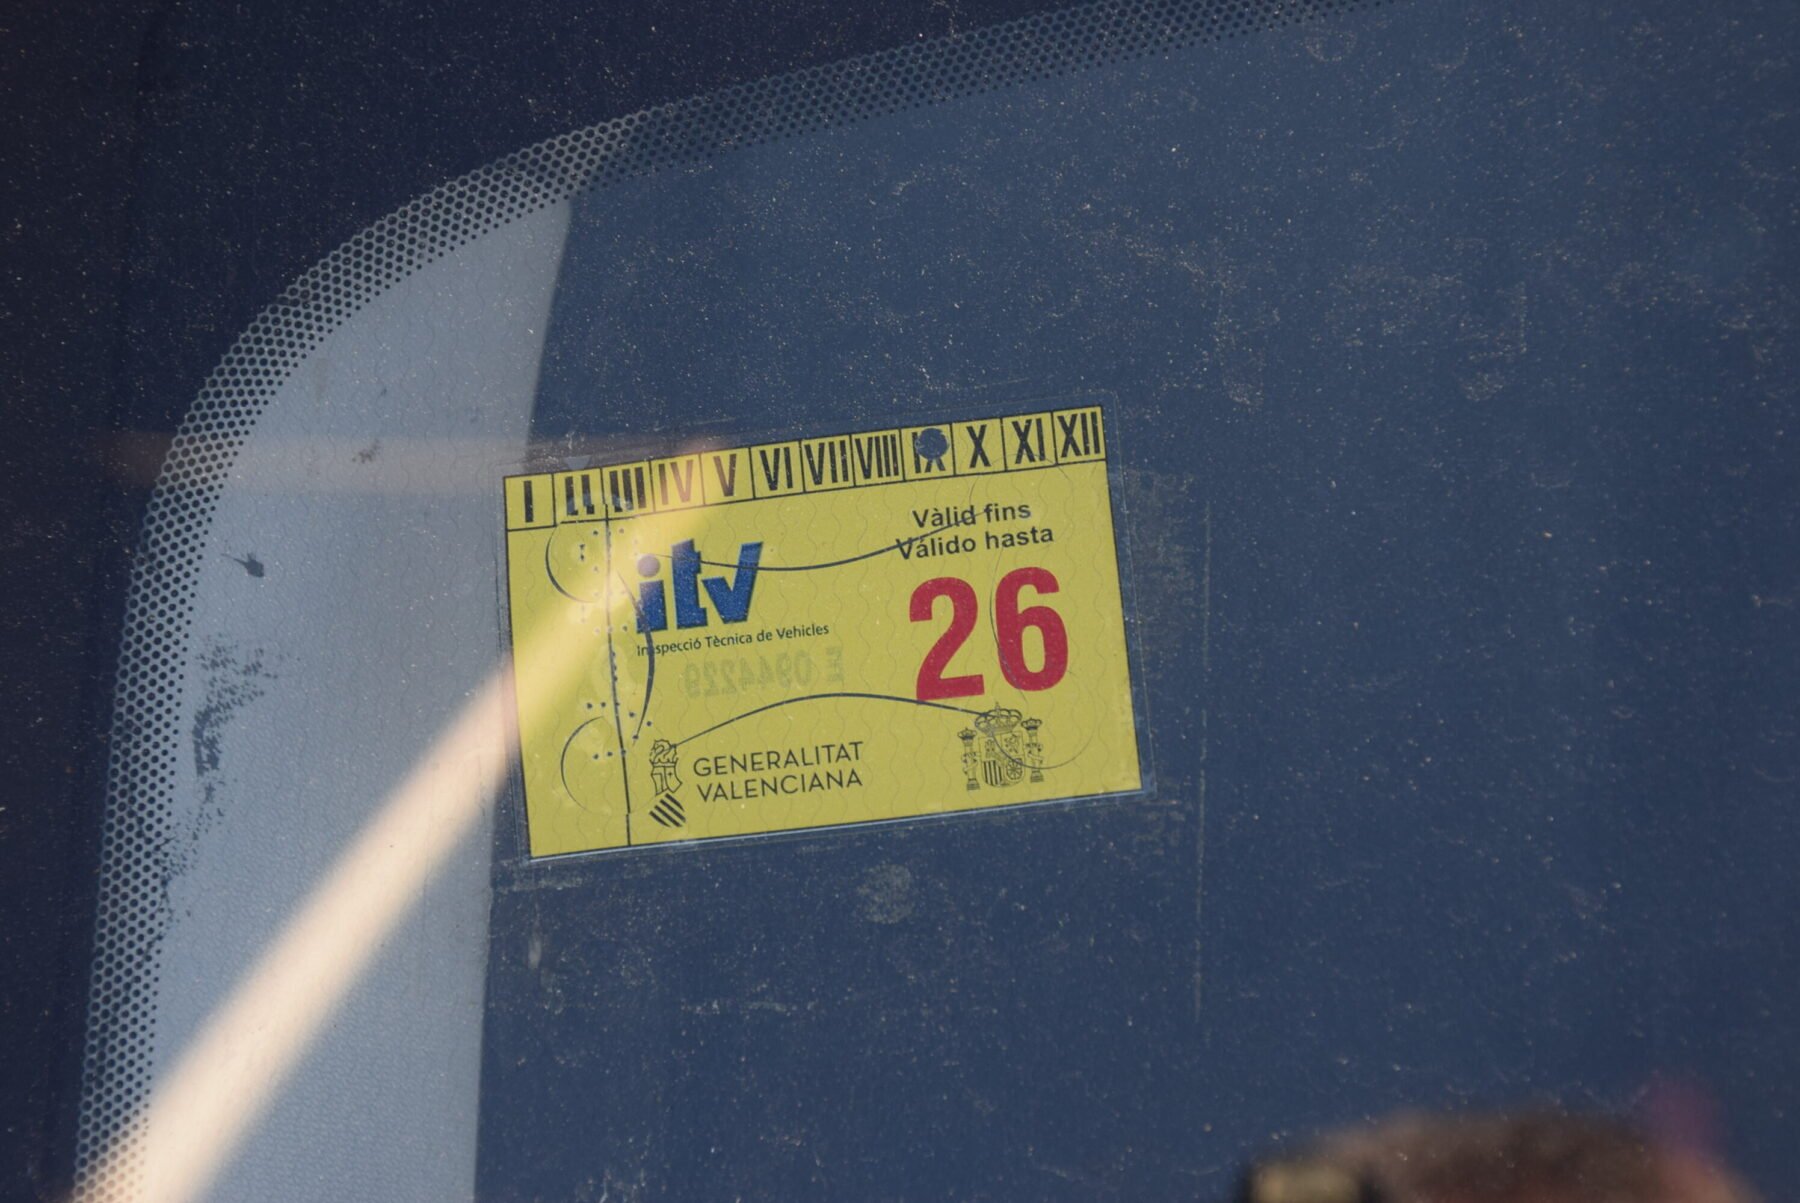 I II III IV V VI VII VIII IX X XI XII
Vàlid fins
Válido hasta
itv
Inspecció Tècnica de Vehicles
26
E 0944229
GENERALITAT
VALENCIANA